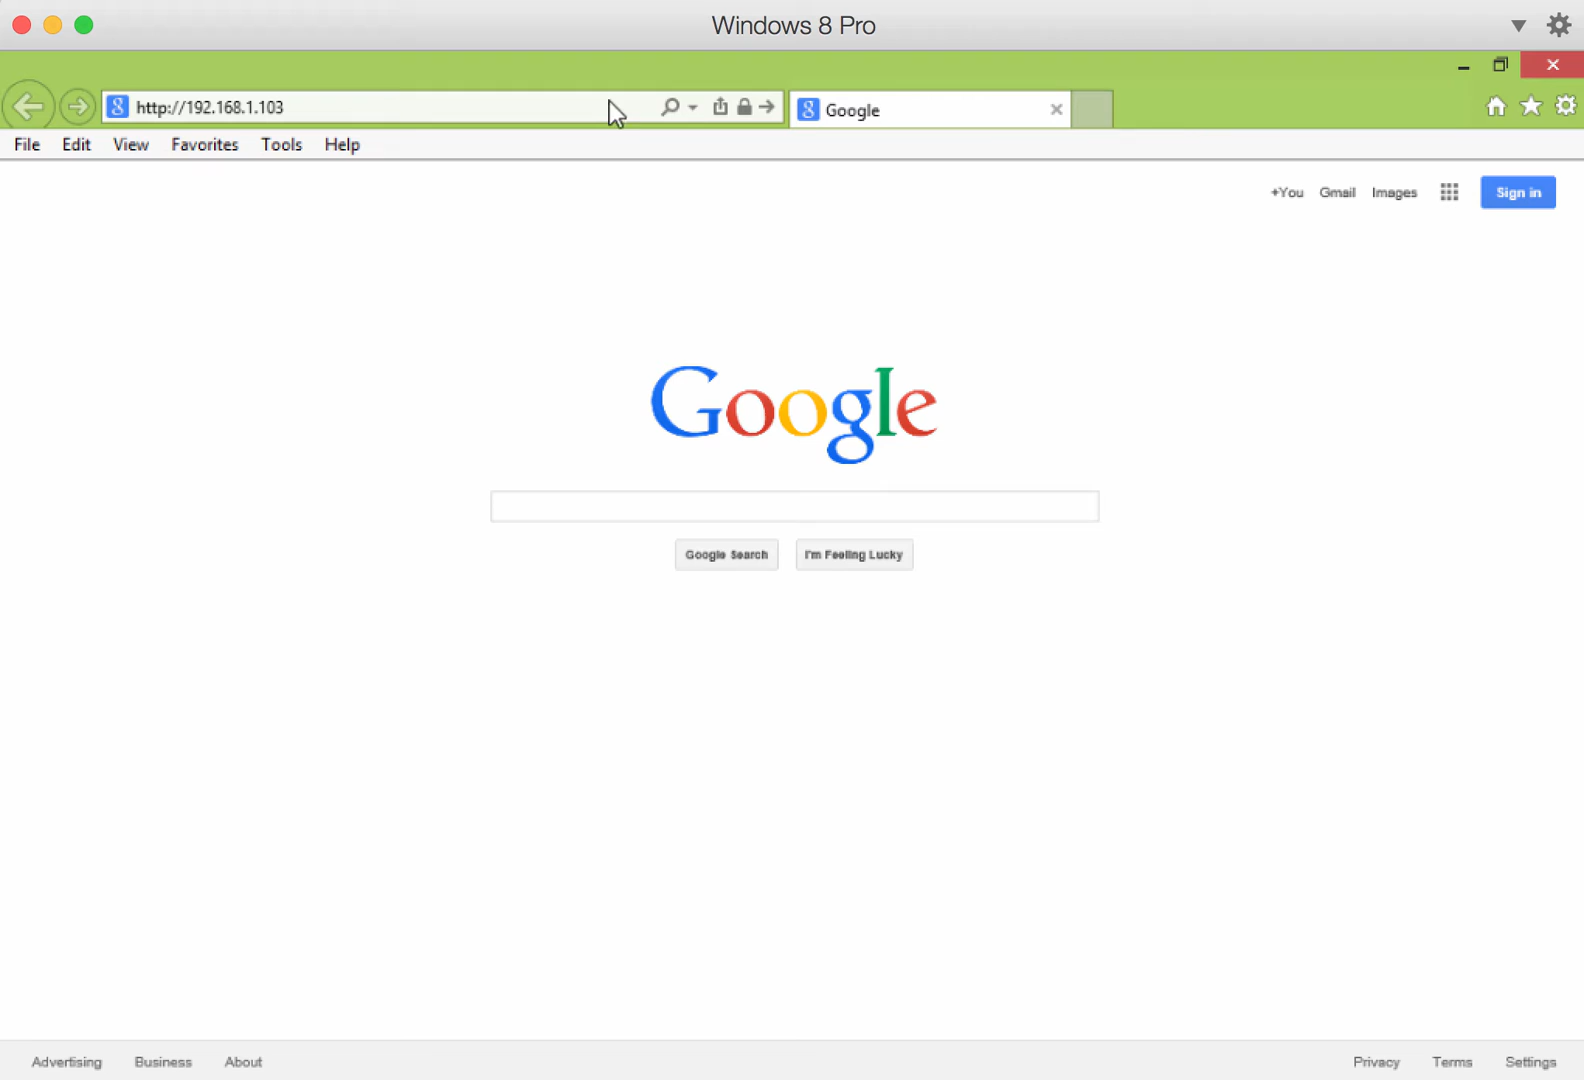 Windows 8 Pro
http://192.168.1.103
Google
File Edit View Favorites Tools Help
+You Gmail Images Sign in
Google
Google Search I'm Feeling Lucky
Advertising Business About Privacy Terms Settings